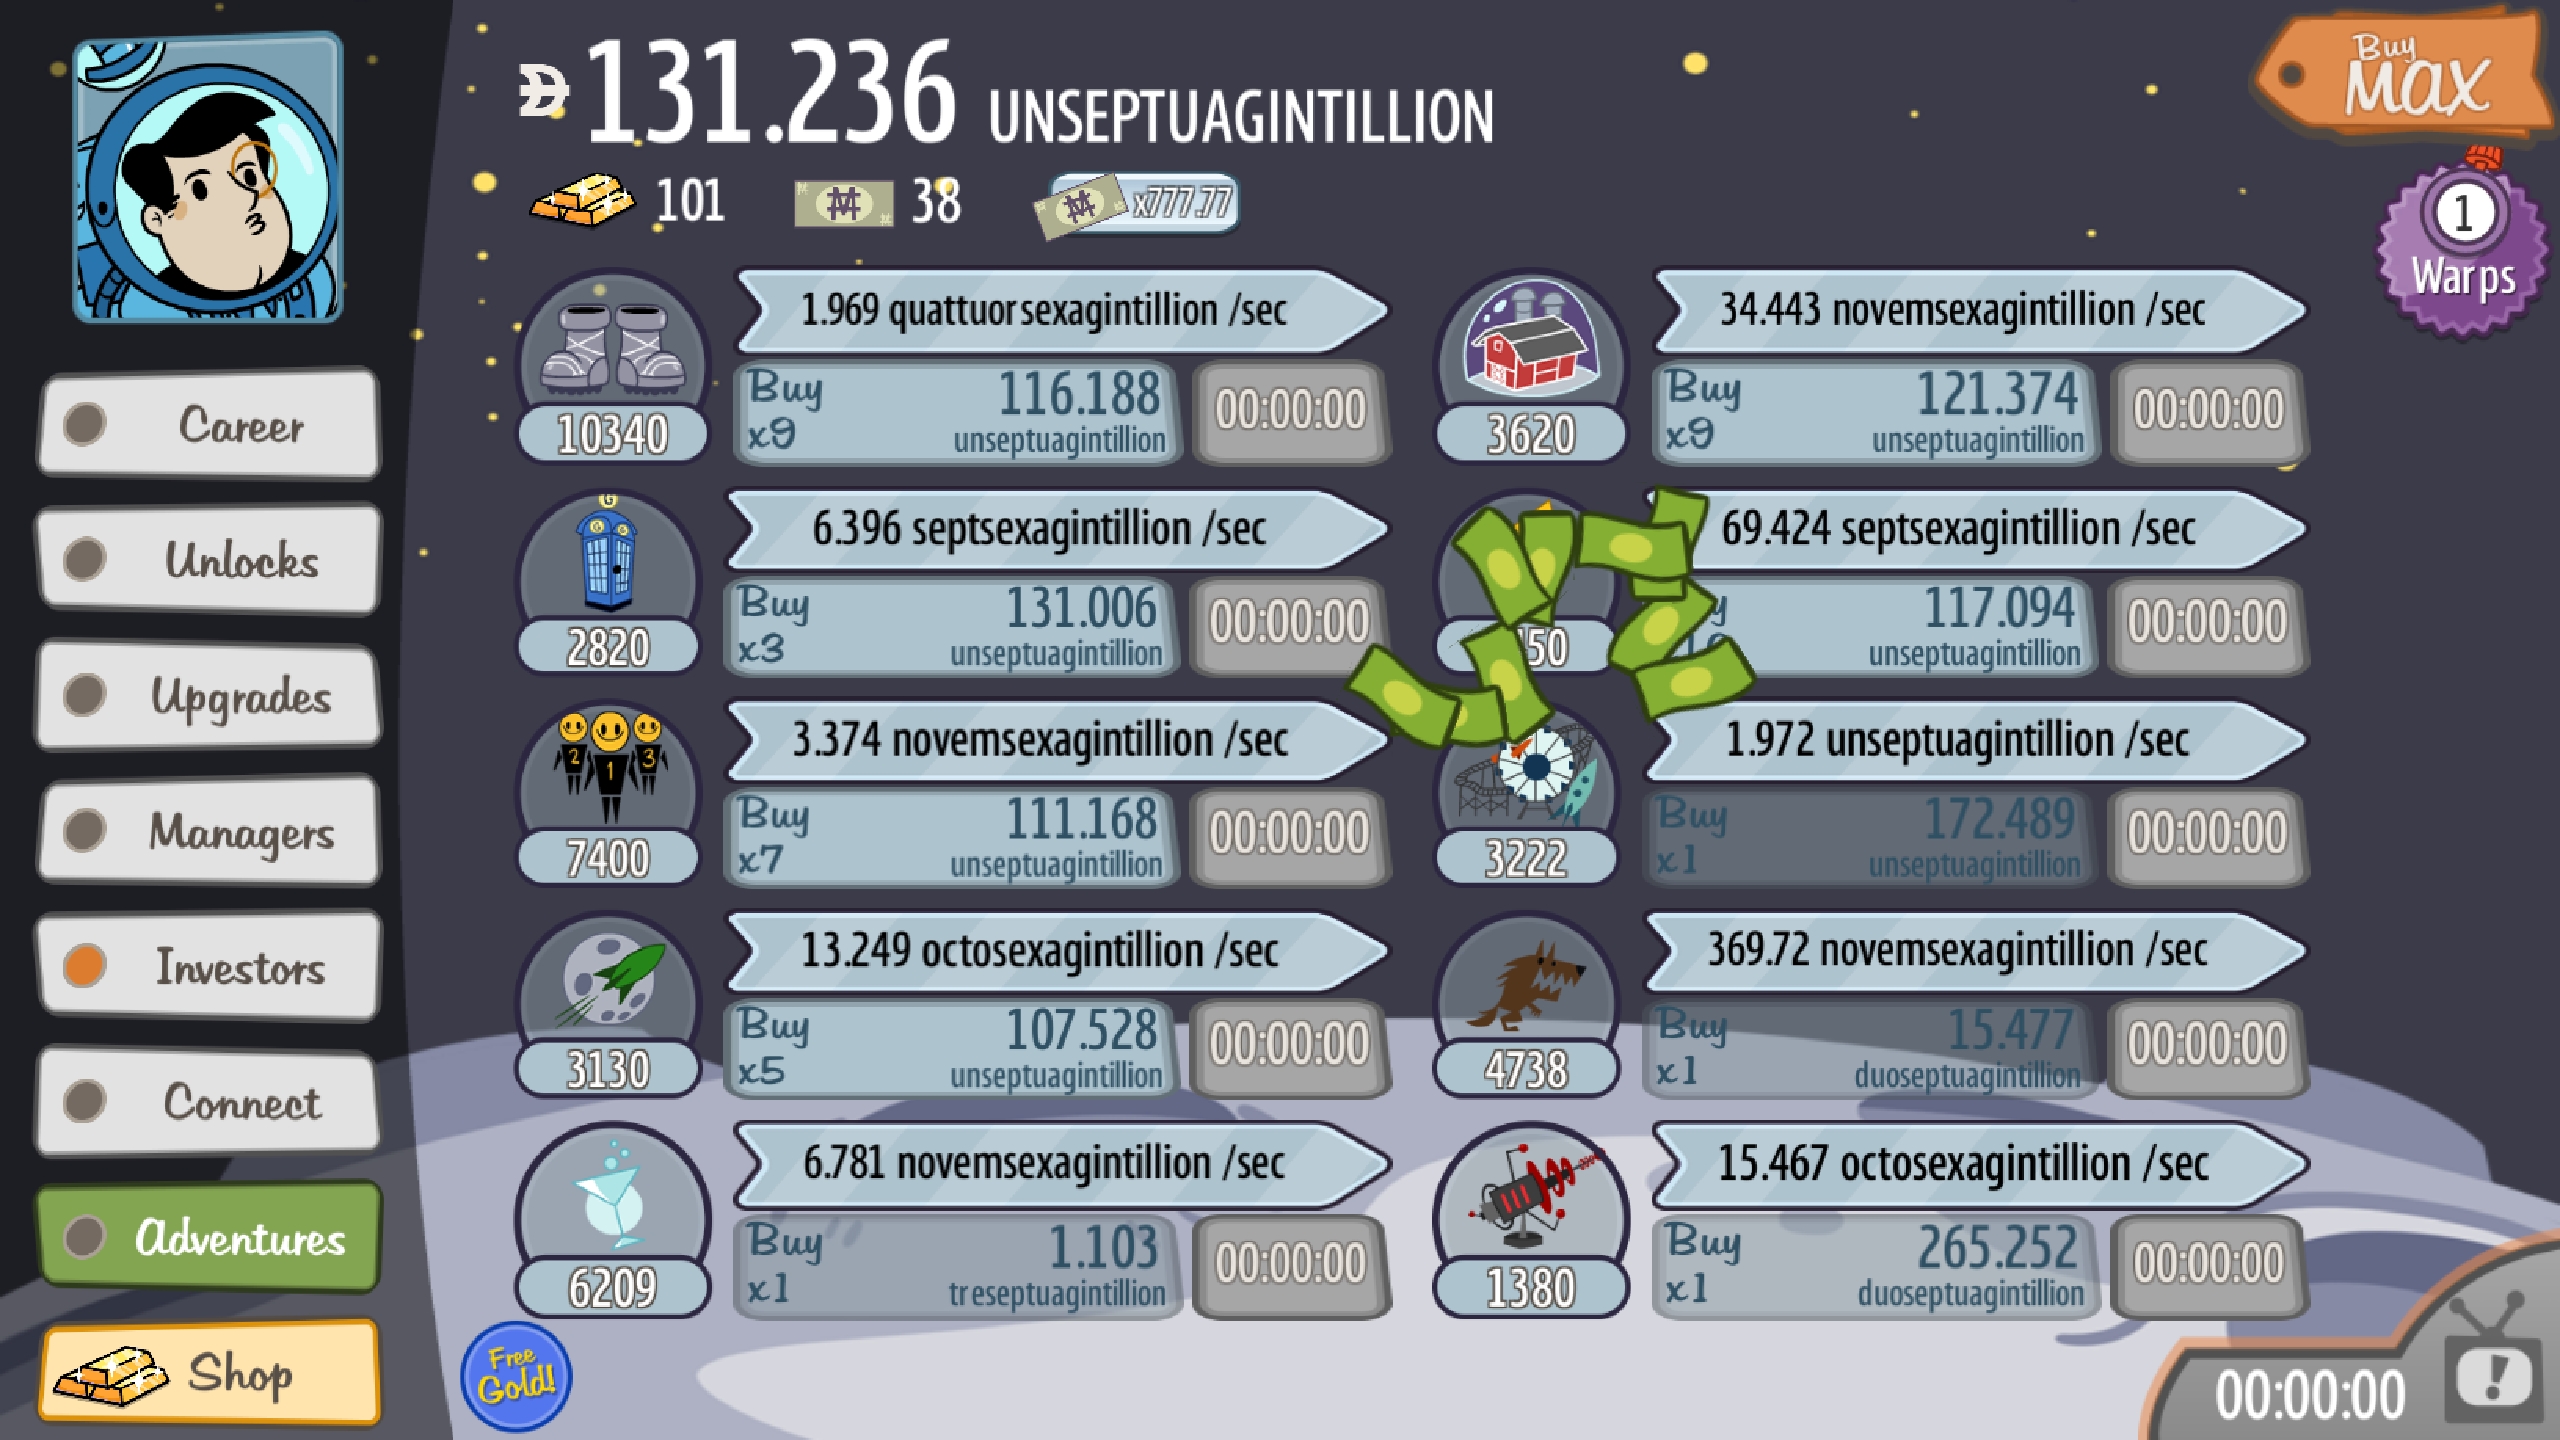 131.236 UNSEPTUAGINTILLION
Buy
MAX
101
38
x777.77
1
Warps
Career
Unlocks
Upgrades
Managers
Investors
Connect
Adventures
Shop
1.969 quattuorsexagintillion /sec
Buy
x9
116.188
unseptuagintillion
00:00:00
10340
6.396 septsexagintillion /sec
Buy
x3
131.006
unseptuagintillion
00:00:00
2820
2 1 3
3.374 novemsexagintillion /sec
Buy
x7
111.168
unseptuagintillion
00:00:00
7400
13.249 octosexagintillion /sec
Buy
x5
107.528
unseptuagintillion
00:00:00
3130
6.781 novemsexagintillion /sec
Buy
x1
1.103
treseptuagintillion
00:00:00
6209
34.443 novemsexagintillion /sec
Buy
x9
121.374
unseptuagintillion
00:00:00
3620
69.424 septsexagintillion /sec
117.094
unseptuagintillion
00:00:00
1.972 unseptuagintillion /sec
Buy
x1
172.489
unseptuagintillion
00:00:00
3222
369.72 novemsexagintillion /sec
Buy
x1
15.477
duoseptuagintillion
00:00:00
4738
15.467 octosexagintillion /sec
Buy
x1
265.252
duoseptuagintillion
00:00:00
1380
Free
Gold!
00:00:00
!